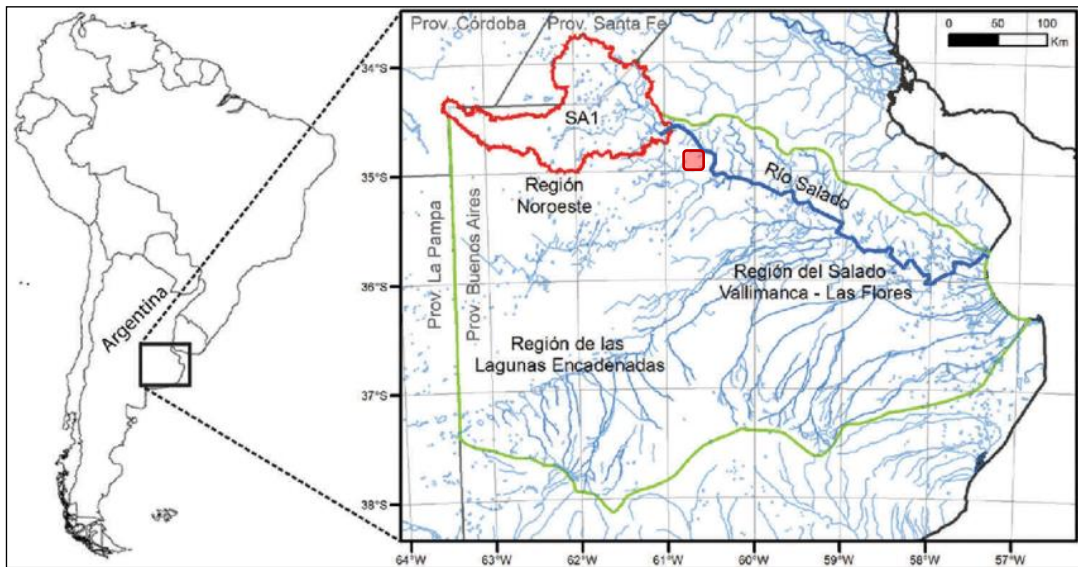 Argentina
Prov. Córdoba
Prov. Santa Fe
0 50 100
Km
34°S
35°S
36°S
37°S
38°S
SA1
Región
Noroeste
Río Salado
Prov. La Pampa
Prov. Buenos Aires
Región del Salado -
Vallimanca - Las Flores
Región de las
Lagunas Encadenadas
64°W 63°W 62°W 61°W 60°W 59°W 58°W 57°W